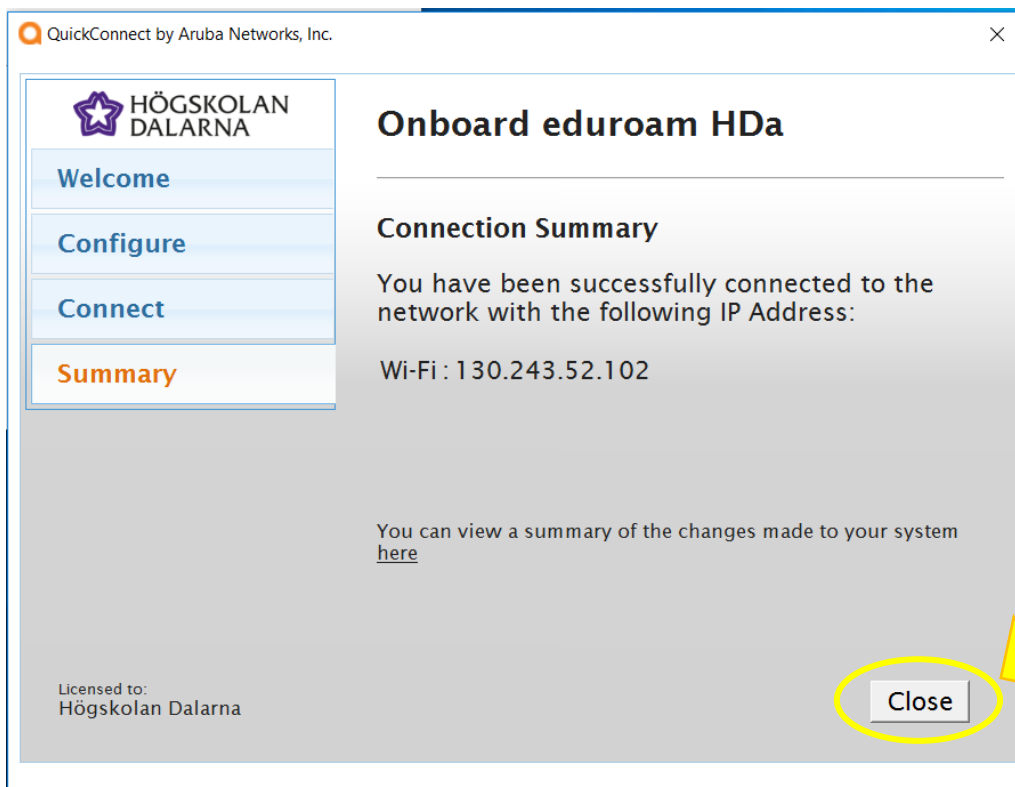 QuickConnect by Aruba Networks, Inc.
HÖGSKOLAN
DALARNA
Welcome
Configure
Connect
Summary
Onboard eduroam HDa
Connection Summary
You have been successfully connected to the
network with the following IP Address:
Wi-Fi : 130.243.52.102
You can view a summary of the changes made to your system
here
Licensed to:
Högskolan Dalarna
Close